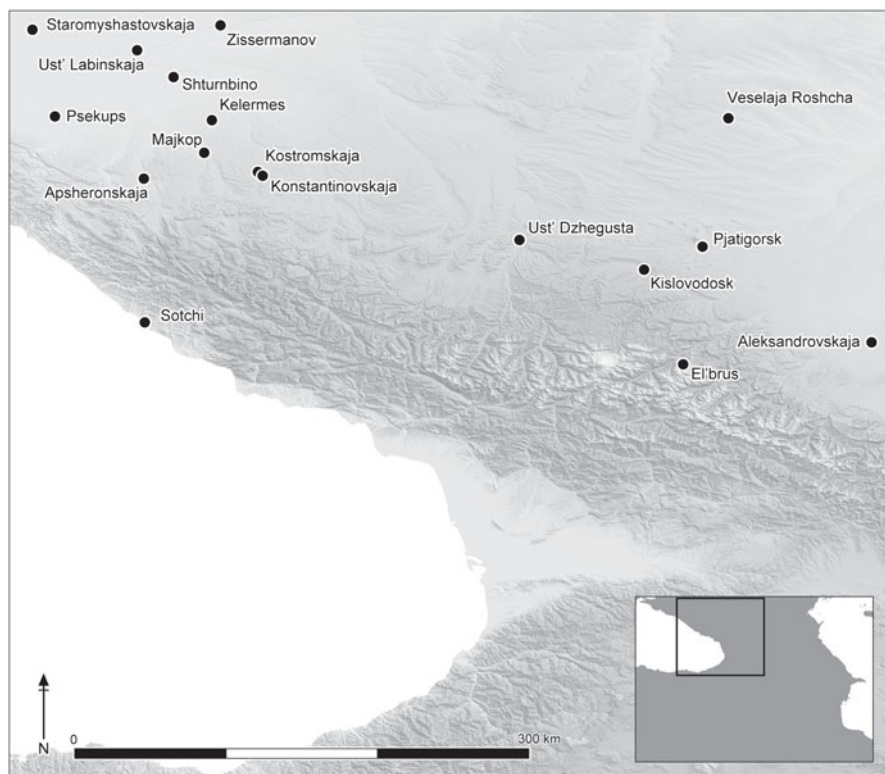 Staromyshastovskaja
Zissermanov
Ust' Labinskaja
Shturnbino
Kelermes
Psekups
Veselaja Roshcha
Majkop
Kostromskaja
Konstantinovskaja
Apsheronskaja
Ust' Dzhegusta
Pjatigorsk
Kislovodosk
Sotchi
Aleksandrovskaja
El'brus
N
0
300 km